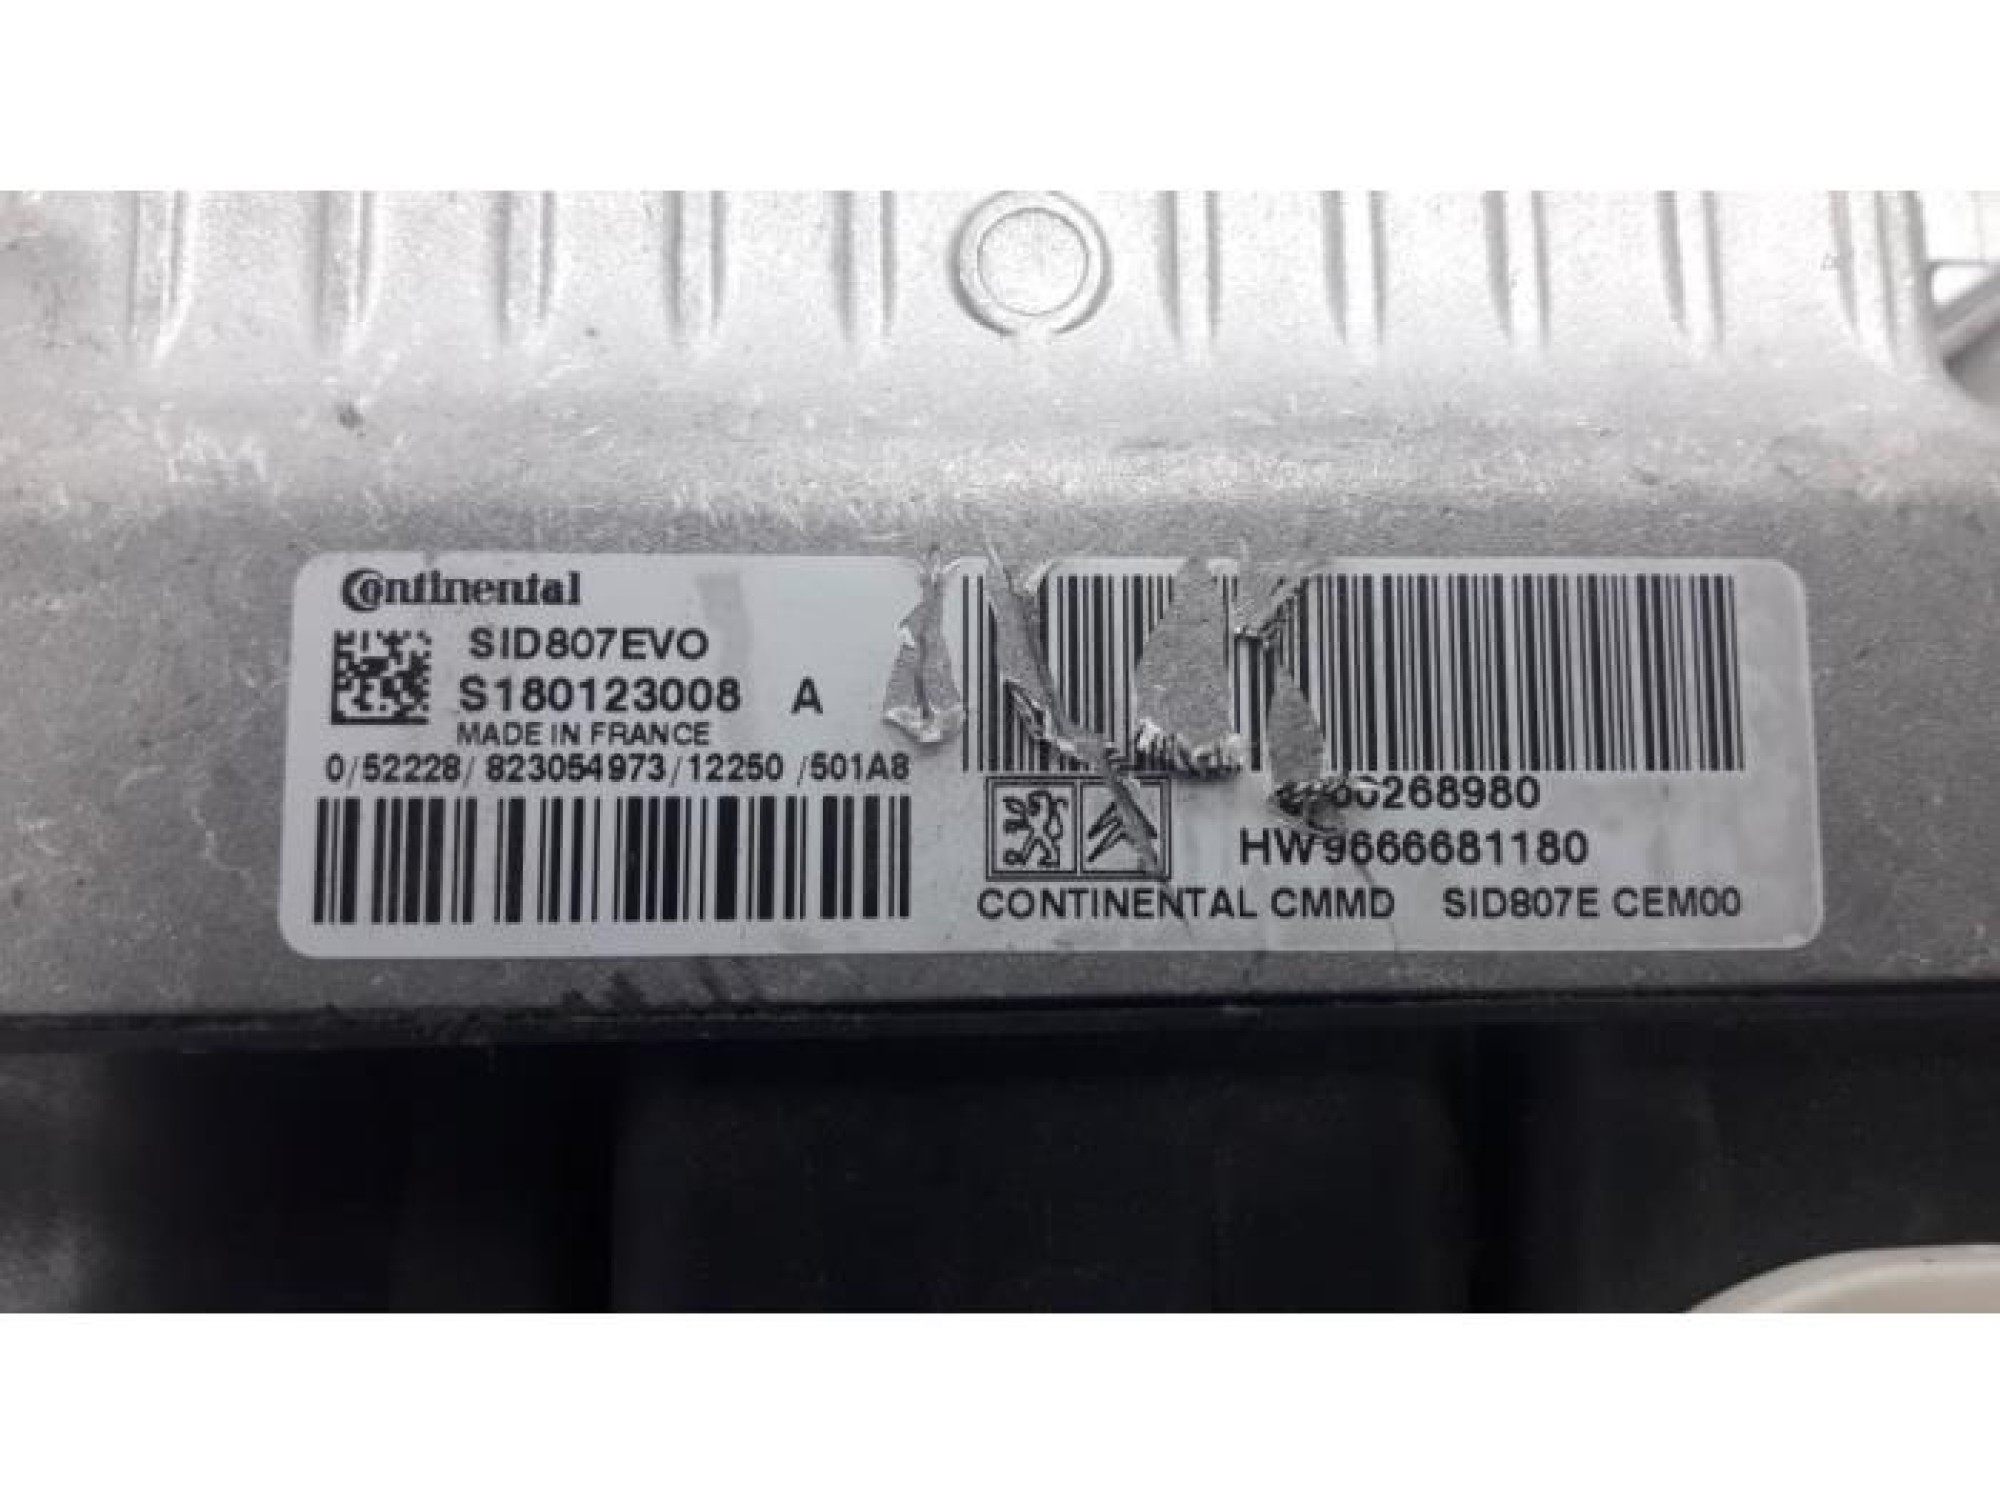 Continental
SID807EVO
S180123008 A
MADE IN FRANCE
0/52228/823054973/12250/501A8
HW9666681180
CONTINENTAL CMMD SID807E CEM00